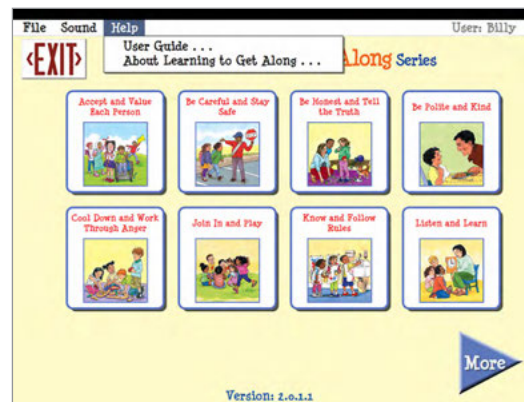 File Sound Help User: Billy
User Guide . . .
About Learning to Get Along . . .
<EXIT>
Along Series
Accept and Value
Each Person
Be Careful and Stay
Safe
Be Honest and Tell
the Truth
Be Polite and Kind
Cool Down and Work
Through Anger
Join In and Play
Know and Follow
Rules
Listen and Learn
More
Version: 2.0.1.1